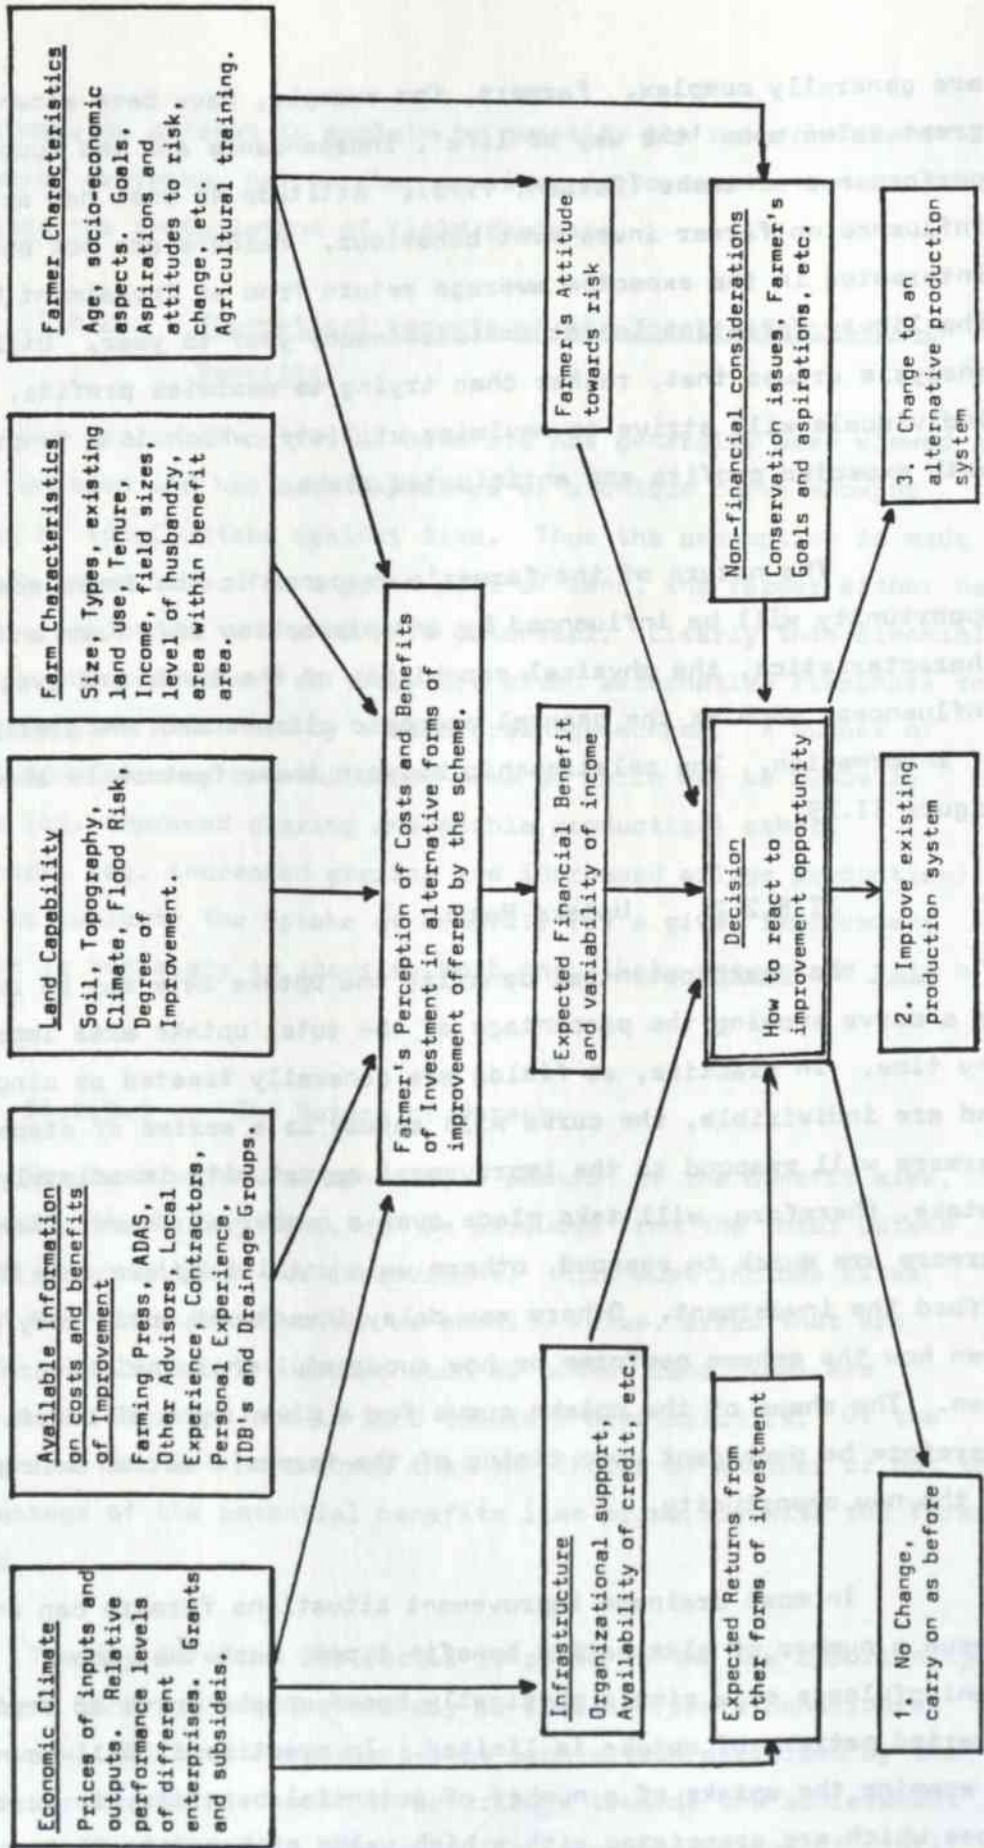 Economic Climate
Prices of inputs and
outputs. Relative
peformance levels
of different
enterprises. Grants
and subsideis.
Available Information
on costs and benefits
of Improvement
Farming Press, ADAS,
Other Advisors, Local
Experience, Contractors,
Personal Experience,
IDB's and Drainage Groups.
Land Capability
Soil, Topography,
Climate, Flood Risk,
Degree of
Improvement.
Farm Characteristics
Size, Types, existing
land use, Tenure,
Income, field sizes
level of husbandry,
area within benefit
area.
Farmer Characteristics
Age, socio-economic
aspects, Goals,
Aspirations and
attitudes to risk,
change, etc.
Agricultural training.
Farmer's Perception of Costs and Benefits
of Investment in alternative forms of
improvement offered by the scheme.
Infrastructure
Organizational support,
Availability of credit, etc.
Expected Financial Benefit
and variability of income
Farmer's Attitude
towards risk
Expected Returns from
other forms of investment
Decision
How to react to
improvement opportunity
Non-financial considerations
Conservation issues, Farmer's
Goals and aspirations, etc.
1. No Change,
carry on as before
2. Improve existing
production system
3. Change to an
alternative production
system